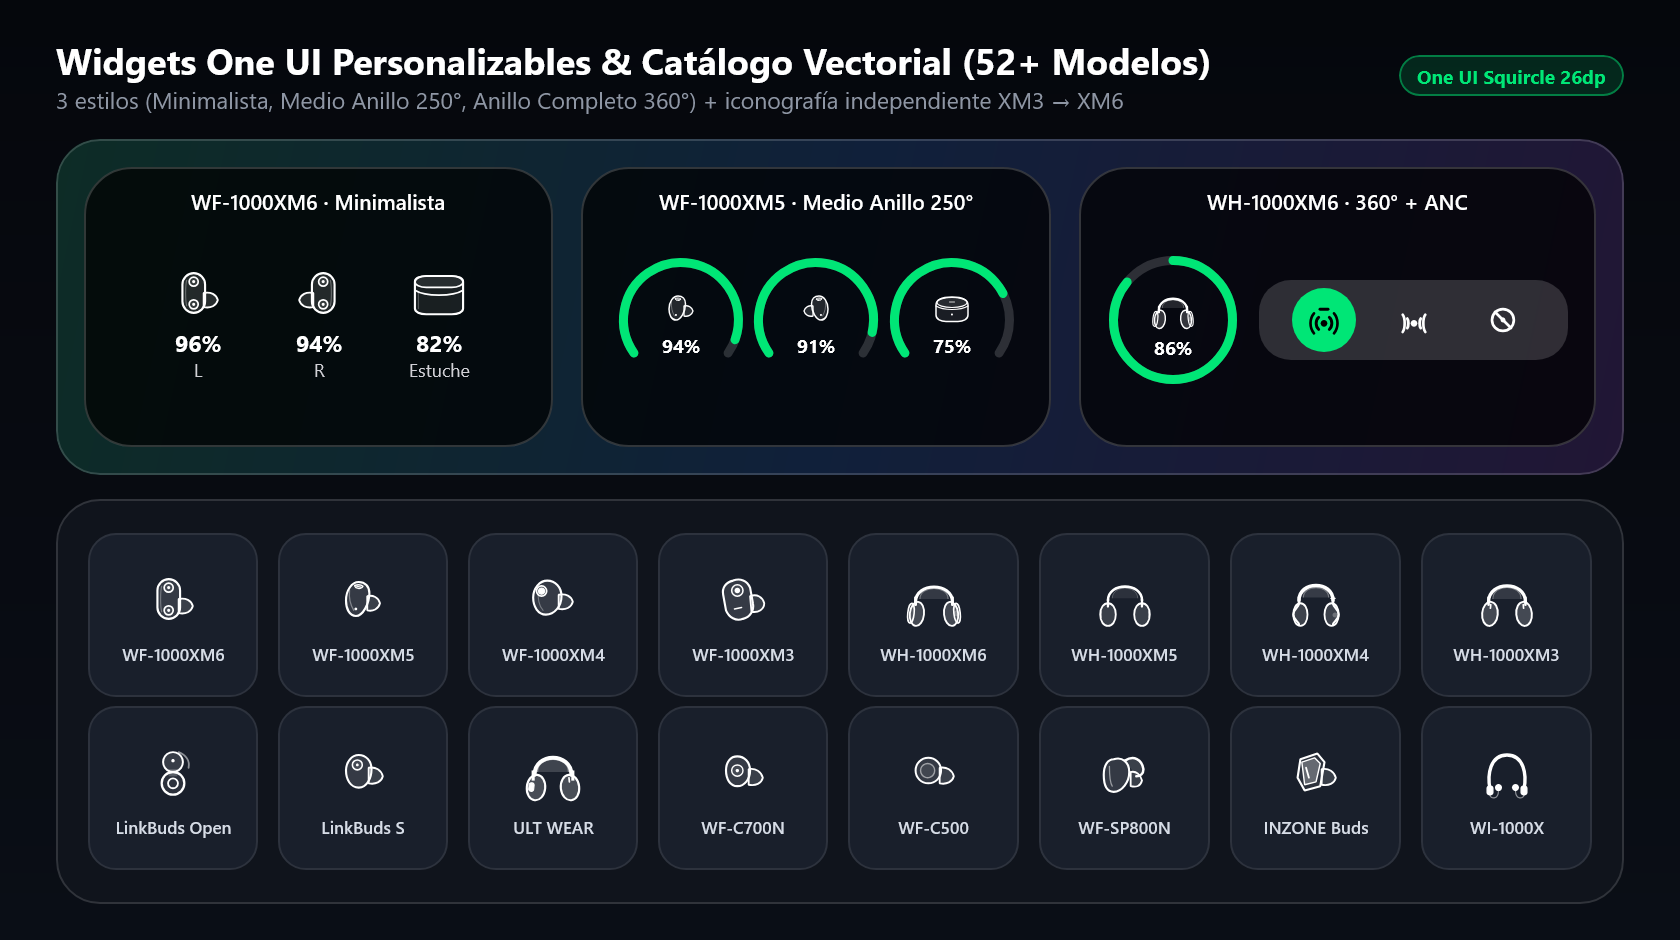 Widgets One UI Personalizables & Catálogo Vectorial (52+ Modelos)
3 estilos (Minimalista, Medio Anillo 250°, Anillo Completo 360°) + iconografía independiente XM3 → XM6
One UI Squircle 26dp
WF-1000XM6 · Minimalista
96%
L
94%
R
82%
Estuche
WF-1000XM5 · Medio Anillo 250°
94%
91%
75%
WH-1000XM6 · 360° + ANC
86%
WF-1000XM6
WF-1000XM5
WF-1000XM4
WF-1000XM3
WH-1000XM6
WH-1000XM5
WH-1000XM4
WH-1000XM3
LinkBuds Open
LinkBuds S
ULT WEAR
WF-C700N
WF-C500
WF-SP800N
INZONE Buds
WI-1000X